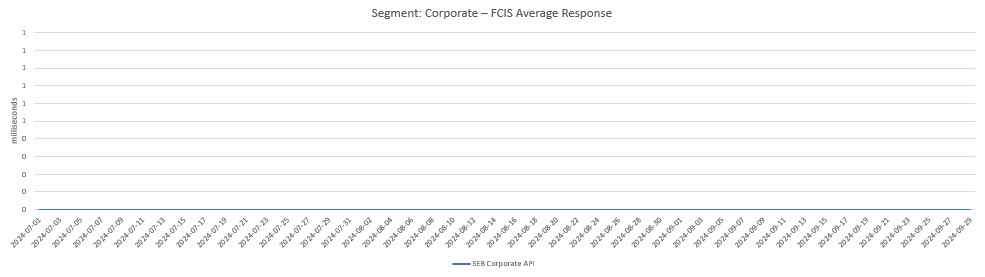 Segment: Corporate – FCIS Average Response
milliseconds
1
1
1
1
1
1
0
0
0
0
0
2024-07-01 2024-07-03 2024-07-05 2024-07-07 2024-07-09 2024-07-11 2024-07-13 2024-07-15 2024-07-17 2024-07-19 2024-07-21 2024-07-23 2024-07-25 2024-07-27 2024-07-29 2024-07-31 2024-08-02 2024-08-04 2024-08-06 2024-08-08 2024-08-10 2024-08-12 2024-08-14 2024-08-16 2024-08-18 2024-08-20 2024-08-22 2024-08-24 2024-08-26 2024-08-28 2024-08-30 2024-09-01 2024-09-03 2024-09-05 2024-09-07 2024-09-09 2024-09-11 2024-09-13 2024-09-15 2024-09-17 2024-09-19 2024-09-21 2024-09-23 2024-09-25 2024-09-27 2024-09-29
SEB Corporate API